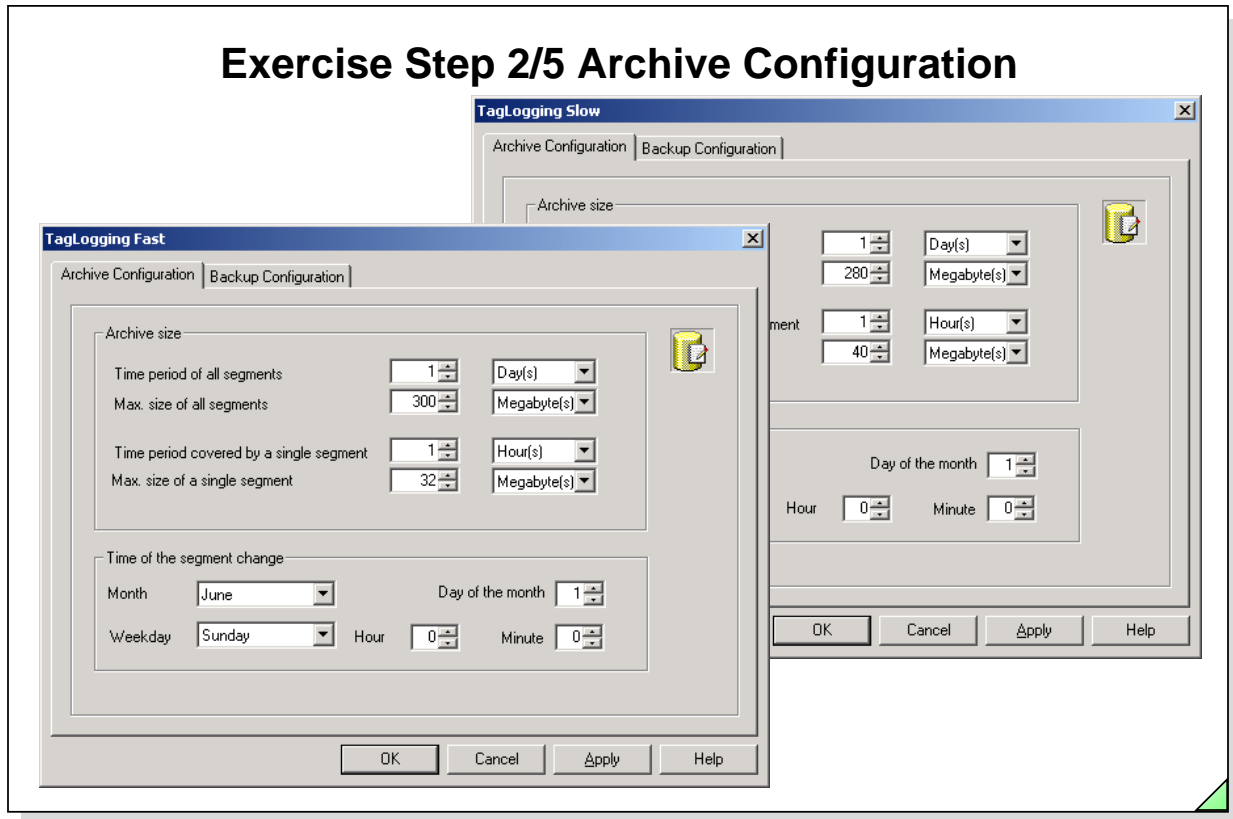 Exercise Step 2/5 Archive Configuration
TagLogging Slow
Archive Configuration Backup Configuration
Archive size
1 Day(s)
280 Megabyte(s)
ment 1 Hour(s)
40 Megabyte(s)
Day of the month 1
Hour 0 Minute 0
OK Cancel Apply Help
TagLogging Fast
Archive Configuration Backup Configuration
Archive size
Time period of all segments 1 Day(s)
Max. size of all segments 300 Megabyte(s)
Time period covered by a single segment 1 Hour(s)
Max. size of a single segment 32 Megabyte(s)
Time of the segment change
Month June Day of the month 1
Weekday Sunday Hour 0 Minute 0
OK Cancel Apply Help